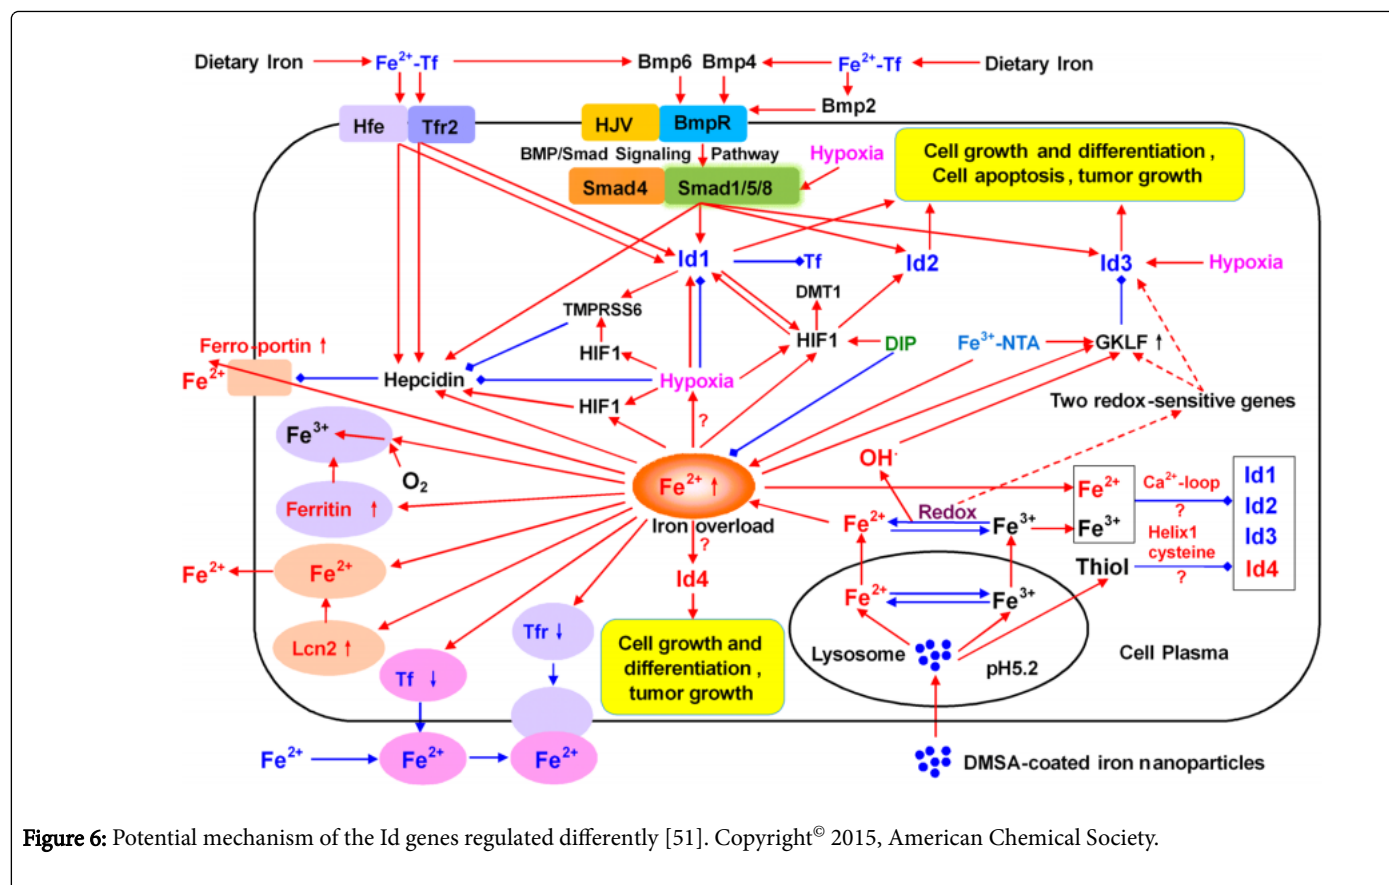 Dietary Iron
Fe²⁺-Tf
Bmp6
Bmp4
Fe²⁺-Tf
Dietary Iron
Bmp2
Hfe
Tfr2
HJV
BmpR
BMP/Smad Signaling Pathway
Hypoxia
Smad4
Smad1/5/8
Cell growth and differentiation ,
Cell apoptosis , tumor growth
Id1
Tf
Id2
Id3
Hypoxia
TMPRSS6
DMT1
HIF1
HIF1
DIP
Fe³⁺-NTA
GKLF ↑
Ferro-portin ↑
Fe²⁺
Hepcidin
Hypoxia
HIF1
?
Two redox-sensitive genes
Fe³⁺
O₂
OH·
Fe²⁺ ↑
Iron overload
Ferritin ↑
Fe²⁺
Fe³⁺
Ca²⁺-loop
?
Id1
Id2
Id3
Id4
Redox
Fe²⁺
Fe³⁺
Helix1
cysteine
?
Thiol
?
Id4
Fe²⁺
Fe²⁺
Fe²⁺
Fe³⁺
Lcn2 ↑
Tfr ↓
Cell growth and
differentiation ,
tumor growth
Lysosome
pH5.2
Cell Plasma
Tf ↓
Fe²⁺
Fe²⁺
Fe²⁺
DMSA-coated iron nanoparticles
Figure 6: Potential mechanism of the Id genes regulated differently [51]. Copyright© 2015, American Chemical Society.